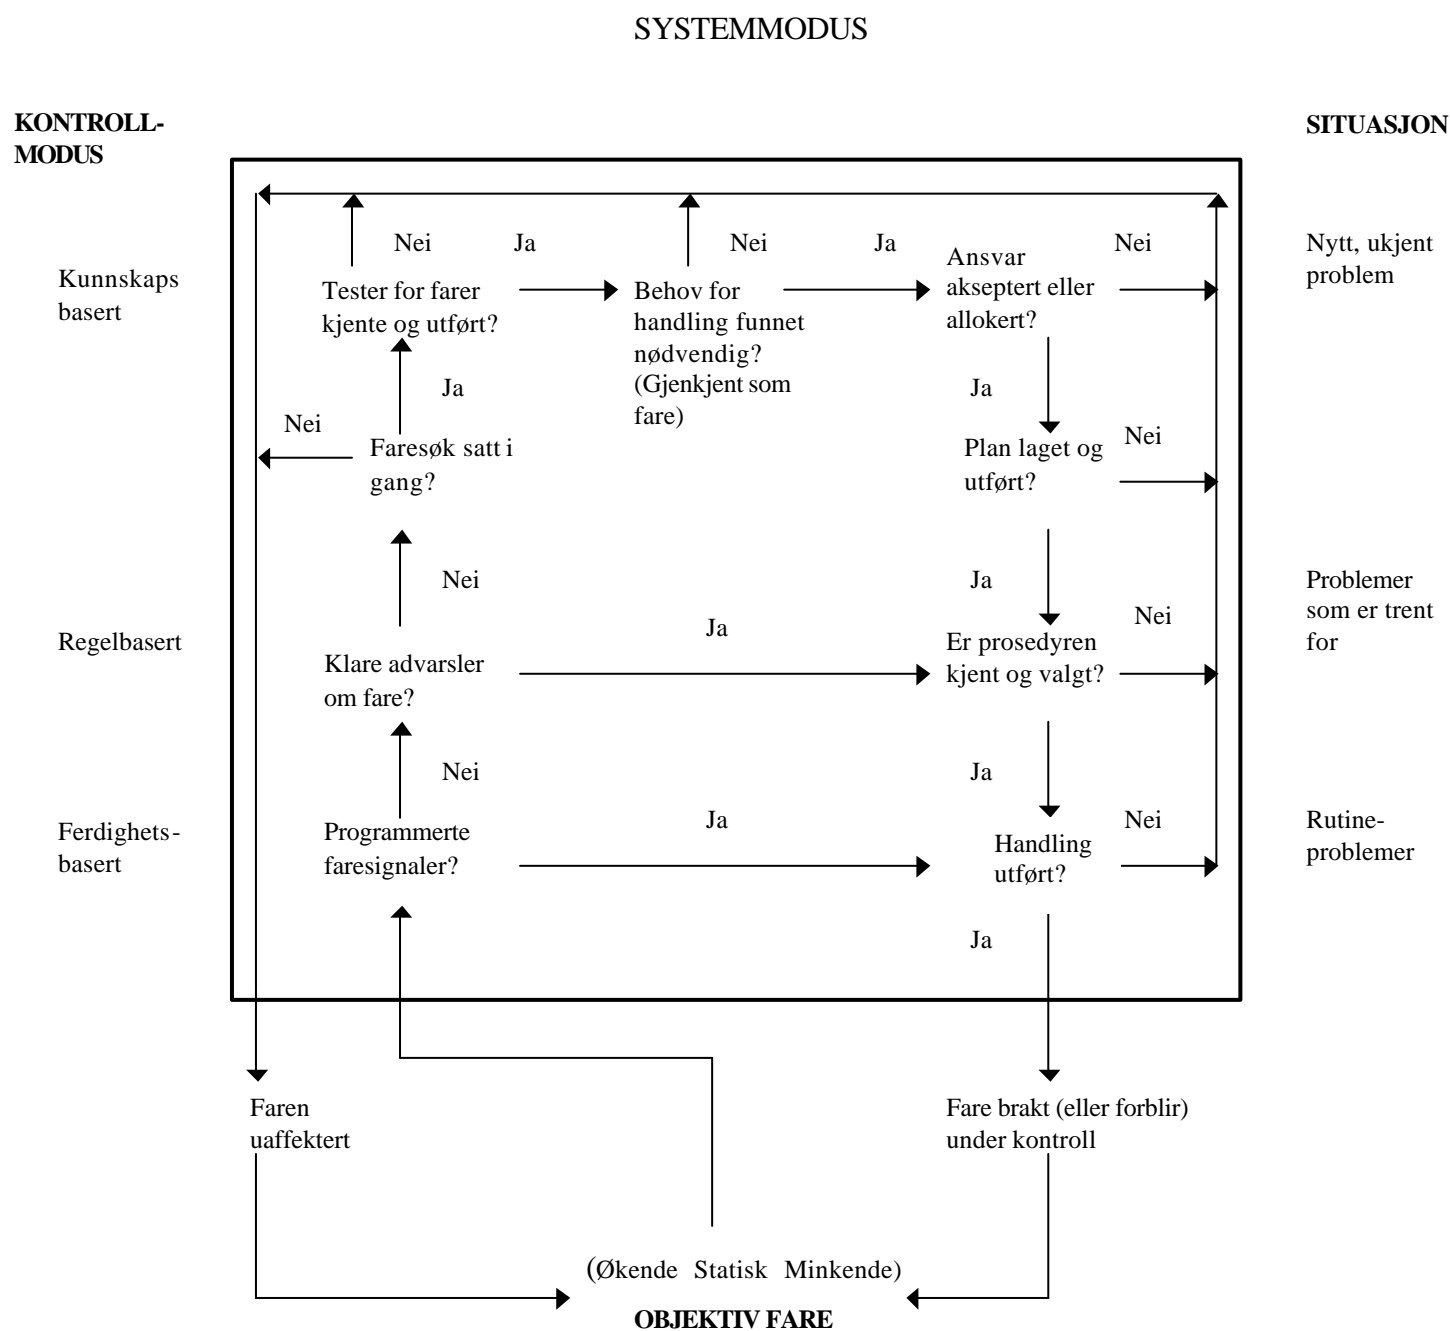 SYSTEMMODUS
KONTROLL-
MODUS
SITUASJON
Nei
Ja
Nei
Ja
Nei
Kunnskaps
basert
Tester for farer
kjente og utført?
Behov for
handling funnet
nødvendig?
(Gjenkjent som
fare)
Ansvar
akseptert eller
allokert?
Nytt, ukjent
problem
Ja
Ja
Nei
Faresøk satt i
gang?
Plan laget og
utført?
Nei
Nei
Ja
Regelbasert
Klare advarsler
om fare?
Ja
Er prosedyren
kjent og valgt?
Nei
Problemer
som er trent
for
Nei
Ja
Ferdighets-
basert
Programmerte
faresignaler?
Ja
Handling
utført?
Nei
Rutine-
problemer
Ja
Faren
uaffektert
Fare brakt (eller forblir)
under kontroll
(Økende Statisk Minkende)
OBJEKTIV FARE